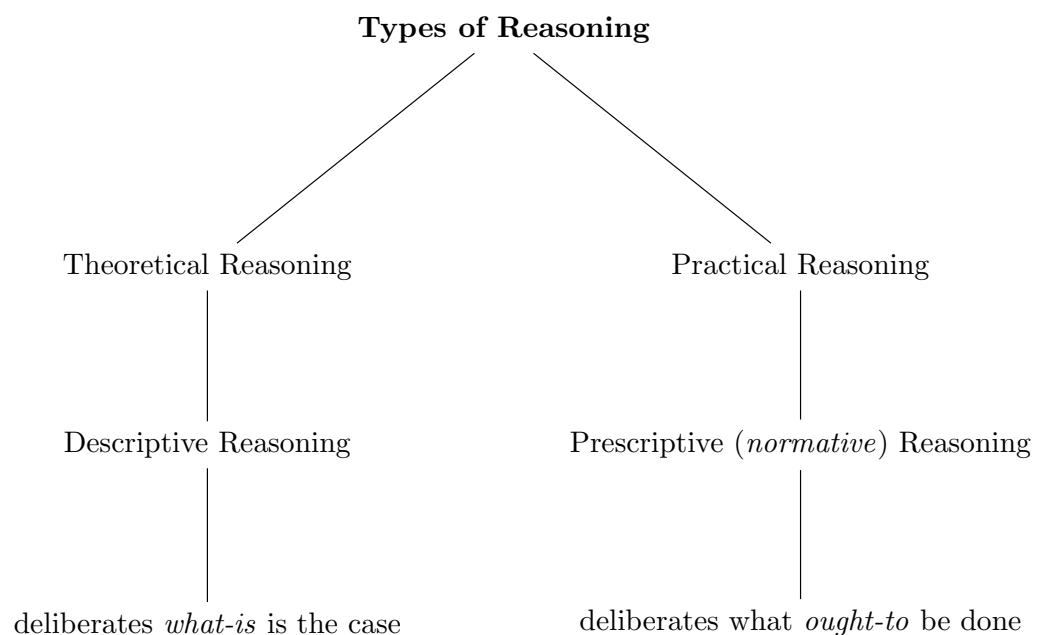 Types of Reasoning
Theoretical Reasoning
Practical Reasoning
Descriptive Reasoning
Prescriptive (normative) Reasoning
deliberates what-is is the case
deliberates what ought-to be done